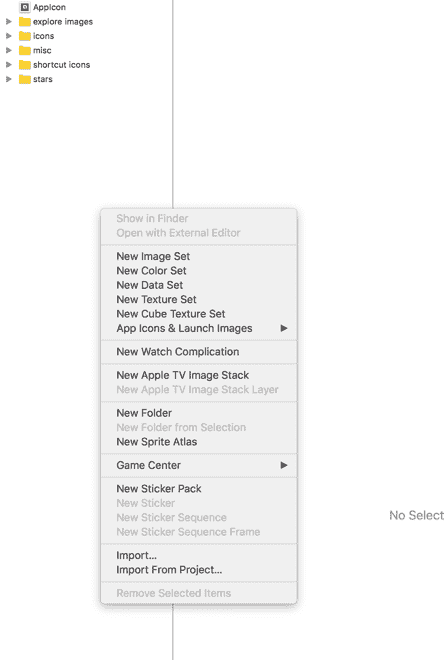 AppIcon
explore images
icons
misc
shortcut icons
stars
Show in Finder
Open with External Editor
New Image Set
New Color Set
New Data Set
New Texture Set
New Cube Texture Set
App Icons & Launch Images
New Watch Complication
New Apple TV Image Stack
New Apple TV Image Stack Layer
New Folder
New Folder from Selection
New Sprite Atlas
Game Center
New Sticker Pack
New Sticker
New Sticker Sequence
New Sticker Sequence Frame
No Select
Import...
Import From Project...
Remove Selected Items